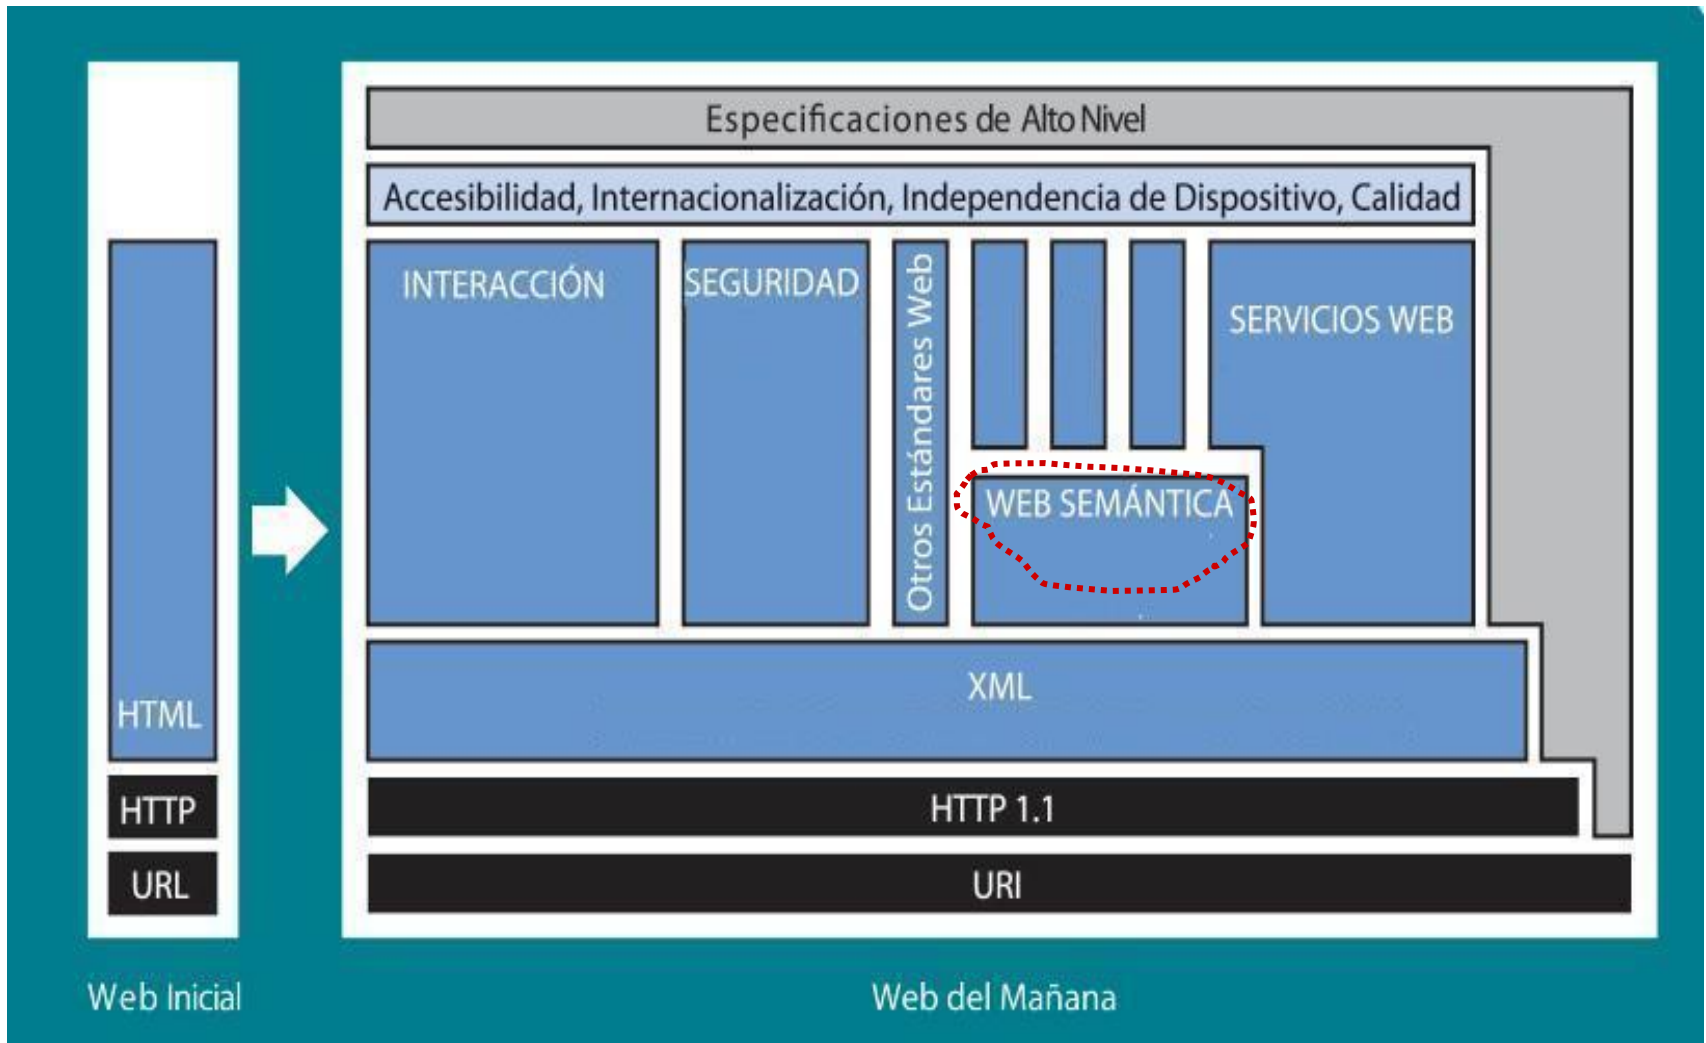 Especificaciones de Alto Nivel
Accesibilidad, Internacionalización, Independencia de Dispositivo, Calidad
INTERACCIÓN
SEGURIDAD
Otros Estándares Web
SERVICIOS WEB
WEB SEMÁNTICA
HTML
XML
HTTP
HTTP 1.1
URL
URI
Web Inicial
Web del Mañana